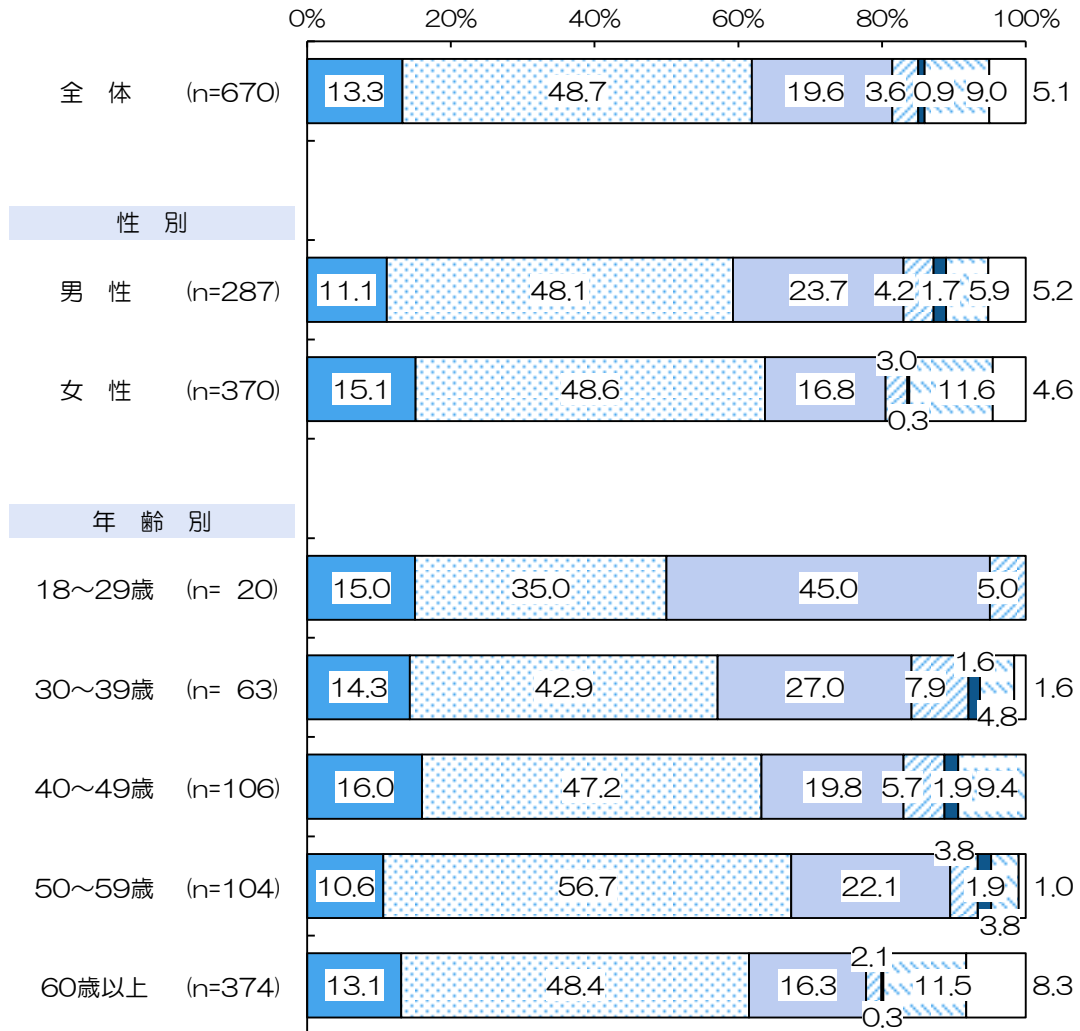 0% 20% 40% 60% 80% 100%
全 体 (n=670) 13.3 48.7 19.6 3.6 0.9 9.0 5.1
性 別
男 性 (n=287) 11.1 48.1 23.7 4.2 1.7 5.9 5.2
女 性 (n=370) 15.1 48.6 16.8 3.0 0.3 11.6 4.6
年 齢 別
18～29歳 (n= 20) 15.0 35.0 45.0 5.0
30～39歳 (n= 63) 14.3 42.9 27.0 7.9 1.6 4.8 1.6
40～49歳 (n=106) 16.0 47.2 19.8 5.7 1.9 9.4
50～59歳 (n=104) 10.6 56.7 22.1 3.8 1.9 3.8 1.0
60歳以上 (n=374) 13.1 48.4 16.3 2.1 0.3 11.5 8.3